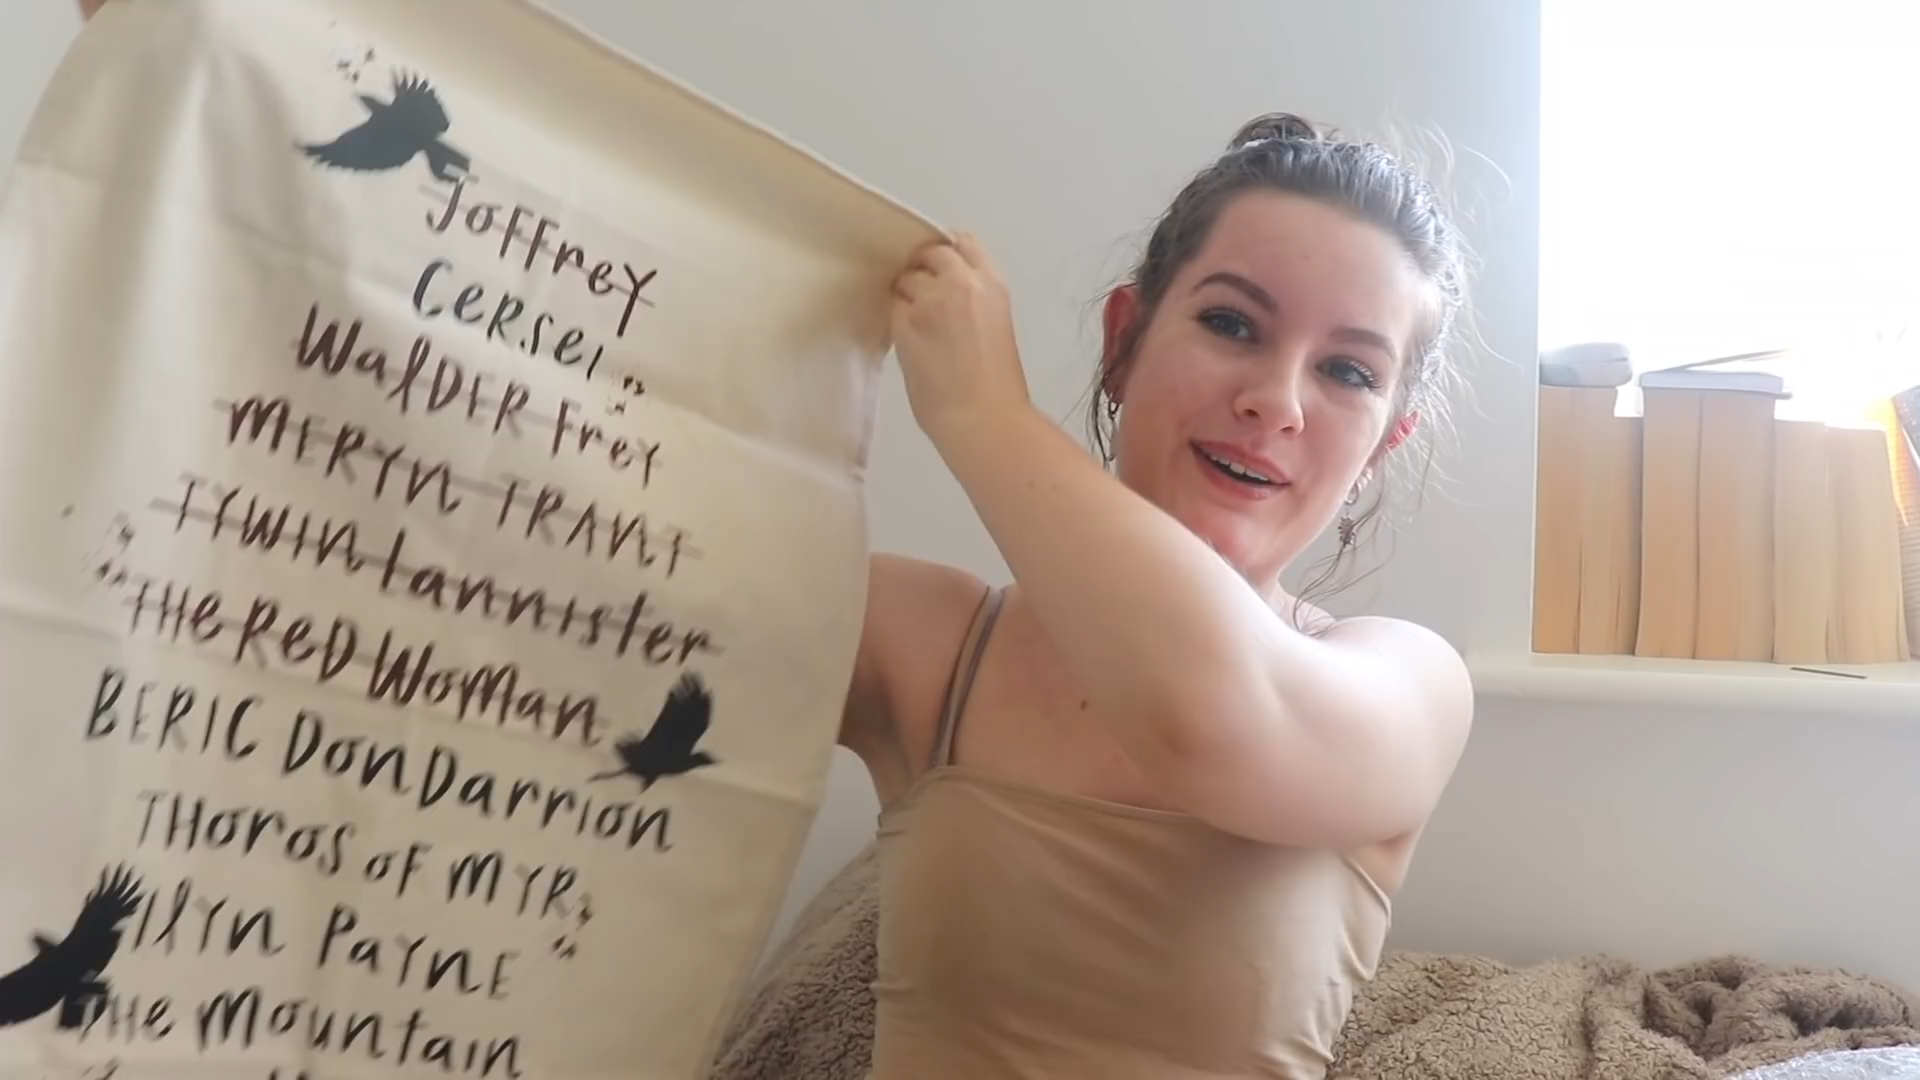 JOFFREY
CERSEI
WALDER FREY
MERYN TRANT
TYWIN LANNISTER
THE RED WOMAN
BERIC DONDARRION
THOROS OF MYR
ILYN PAYNE
THE MOUNTAIN